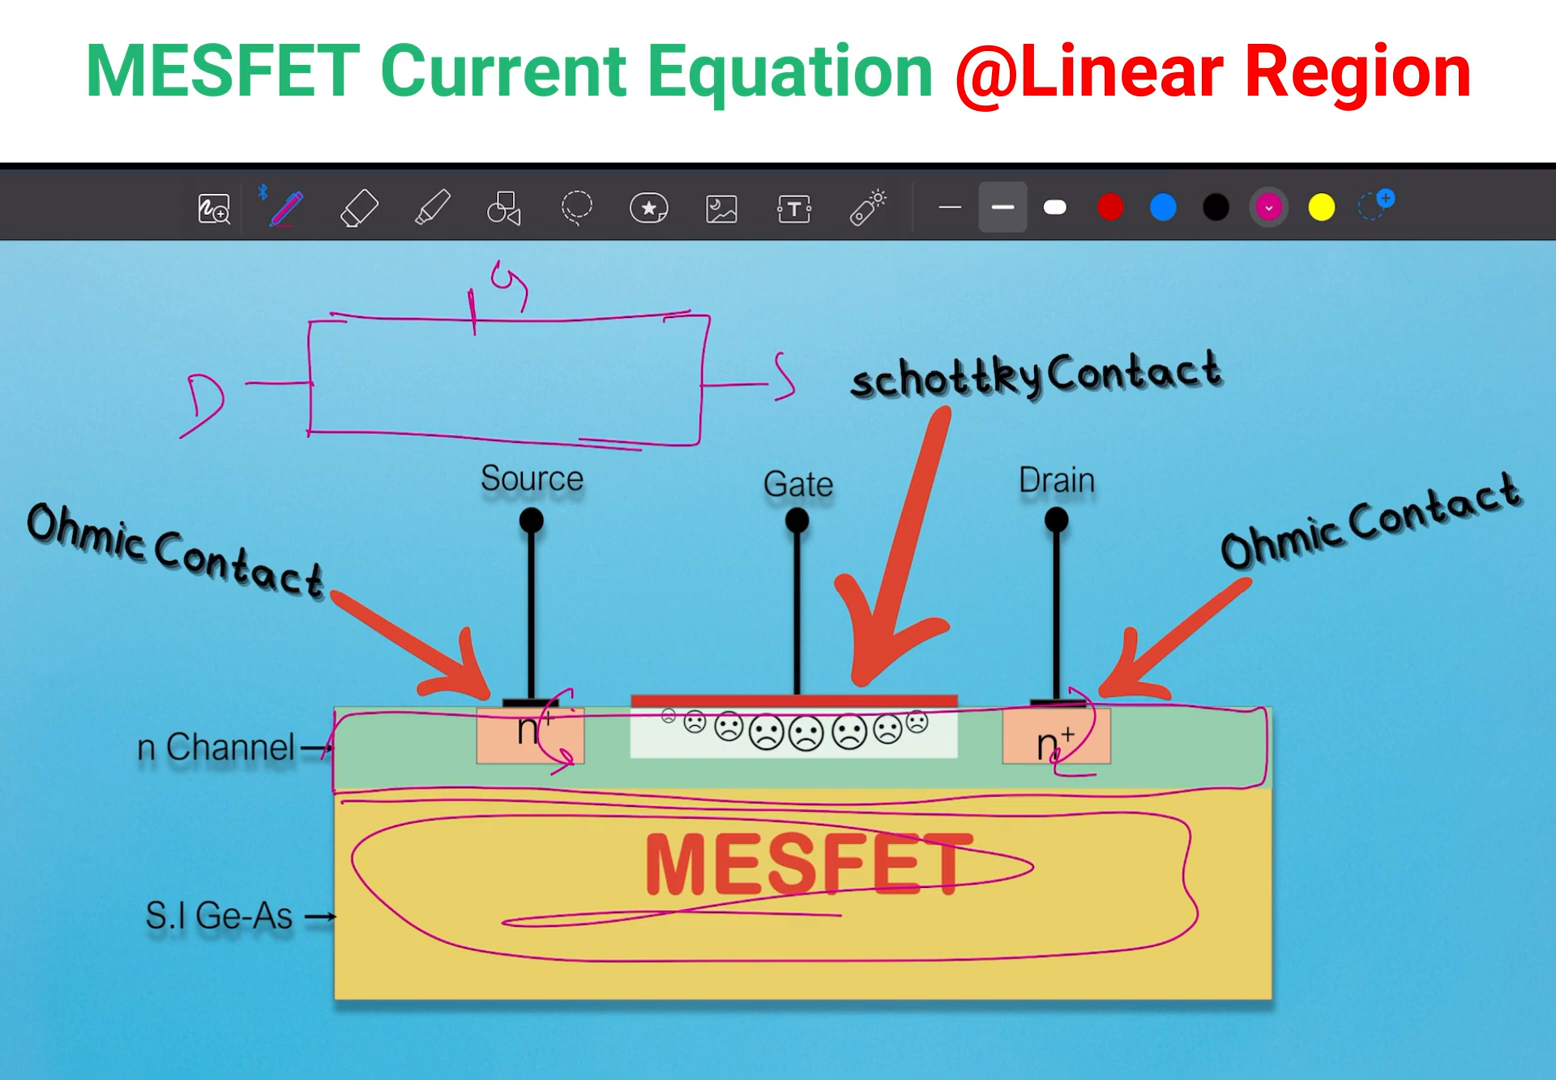 MESFET Current Equation @Linear Region
T
G
D
S
schottky Contact
Source
Gate
Drain
Ohmic Contact
Ohmic Contact
n+
n+
n Channel
MESFET
S.I Ge-As